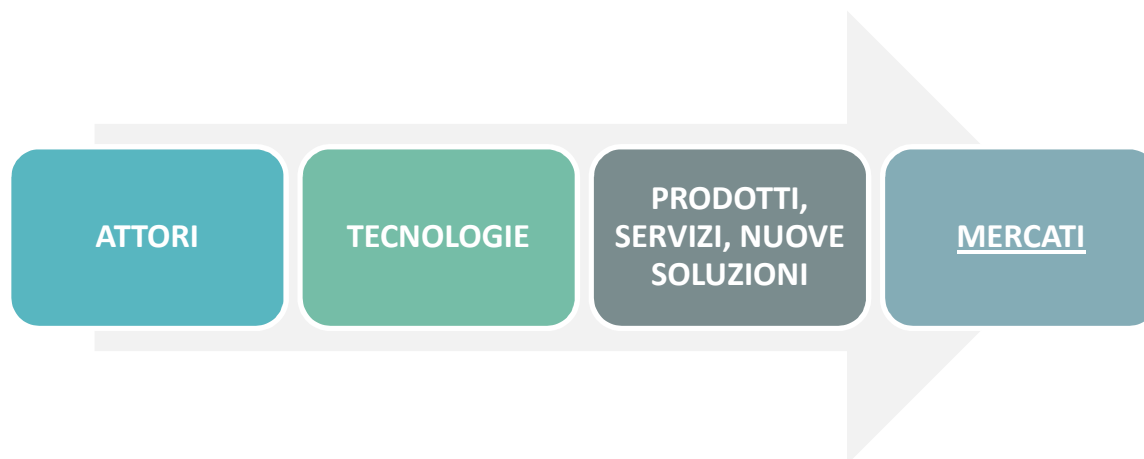 ATTORI
TECNOLOGIE
PRODOTTI,
SERVIZI, NUOVE
SOLUZIONI
MERCATI